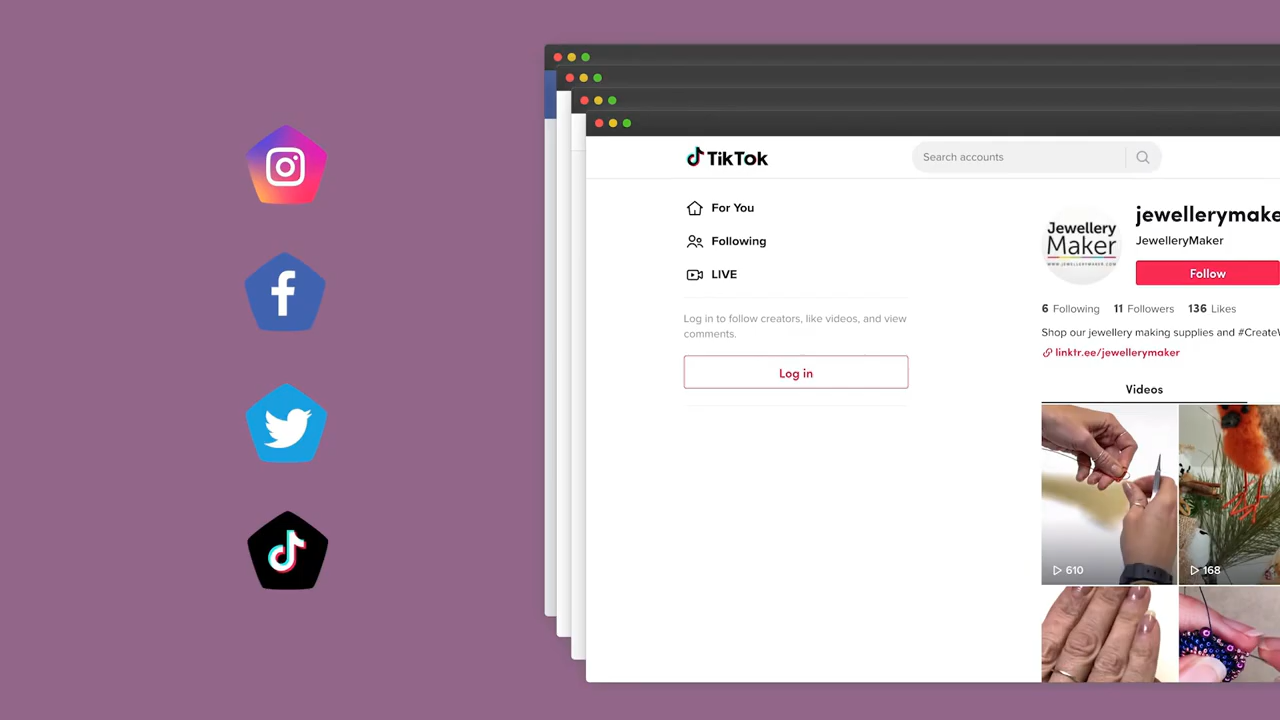 TikTok
Search accounts
For You
Following
LIVE
Log in to follow creators, like videos, and view
comments.
Log in
Jewellery
Maker
WWW.JEWELLERYMAKER.COM
jewellerymake
JewelleryMaker
Follow
6 Following 11 Followers 136 Likes
Shop our jewellery making supplies and #CreateW
linktr.ee/jewellerymaker
Videos
610
168